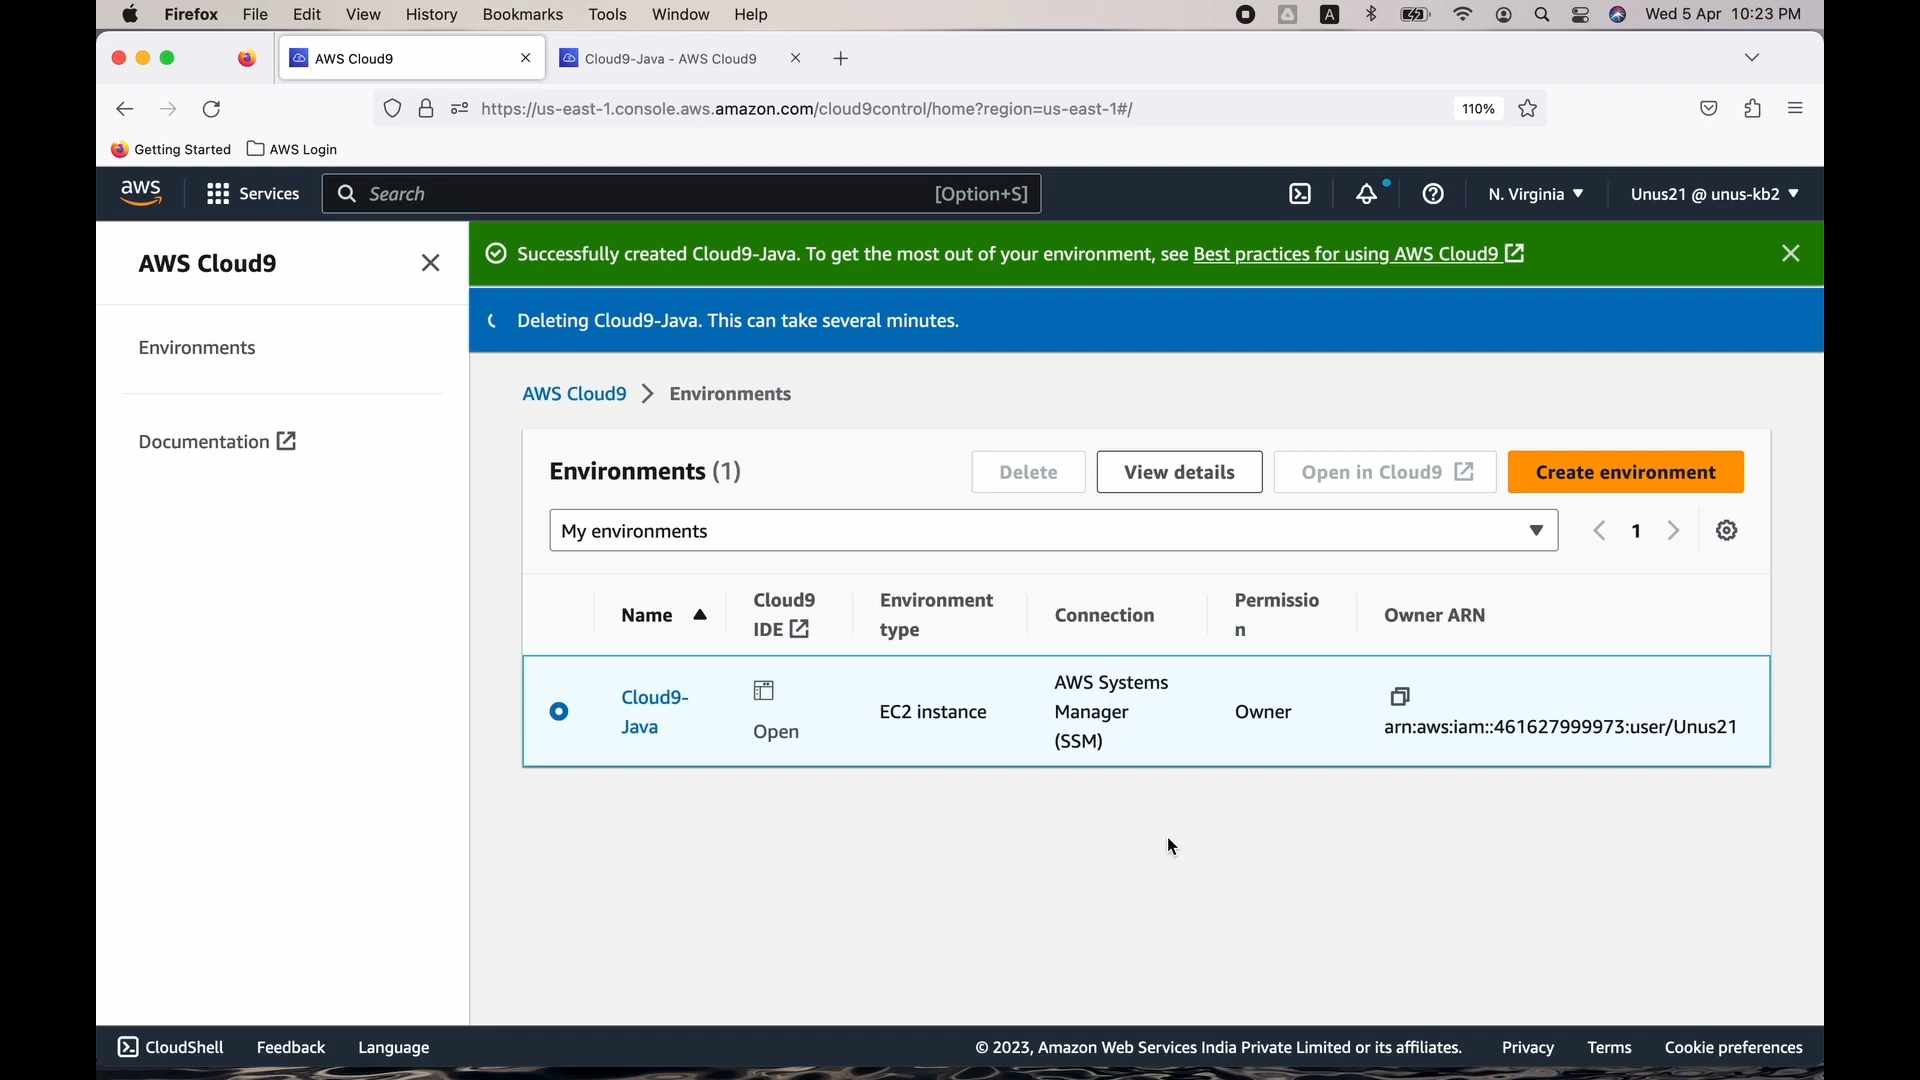 Firefox File Edit View History Bookmarks Tools Window Help A Wed 5 Apr 10:23 PM
AWS Cloud9 Cloud9-Java - AWS Cloud9
https://us-east-1.console.aws.amazon.com/cloud9control/home?region=us-east-1#/ 110%
Getting Started AWS Login
aws Services Search [Option+S] N. Virginia Unus21 @ unus-kb2
AWS Cloud9
Environments
Documentation
Successfully created Cloud9-Java. To get the most out of your environment, see Best practices for using AWS Cloud9
Deleting Cloud9-Java. This can take several minutes.
AWS Cloud9 Environments
Environments (1) Delete View details Open in Cloud9 Create environment
My environments 1
Name
Cloud9
IDE
Environment
type
Connection
Permissio
n
Owner ARN
Cloud9-
Java
Open
EC2 instance
AWS Systems
Manager
(SSM)
Owner
arn:aws:iam::461627999973:user/Unus21
CloudShell Feedback Language © 2023, Amazon Web Services India Private Limited or its affiliates. Privacy Terms Cookie preferences